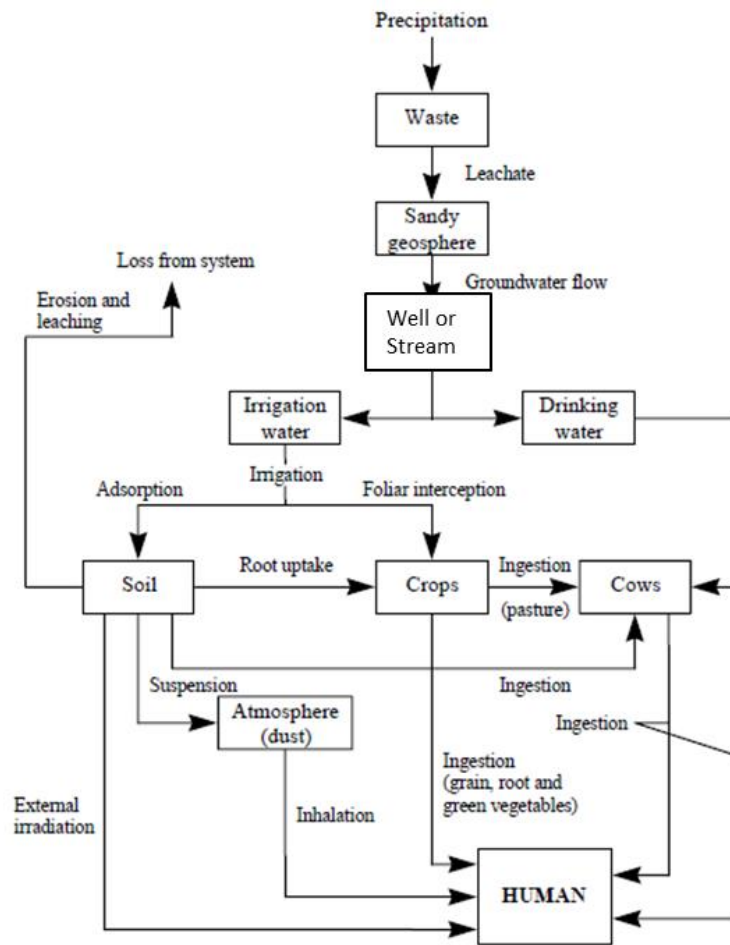 Precipitation
Waste
Leachate
Sandy
geosphere
Loss from system
Groundwater flow
Erosion and
leaching
Well or
Stream
Irrigation
water
Drinking
water
Irrigation
Adsorption
Foliar interception
Soil
Root uptake
Crops
Ingestion
(pasture)
Cows
Suspension
Ingestion
Atmosphere
(dust)
Ingestion
Ingestion
(grain, root and
green vegetables)
External
irradiation
Inhalation
HUMAN